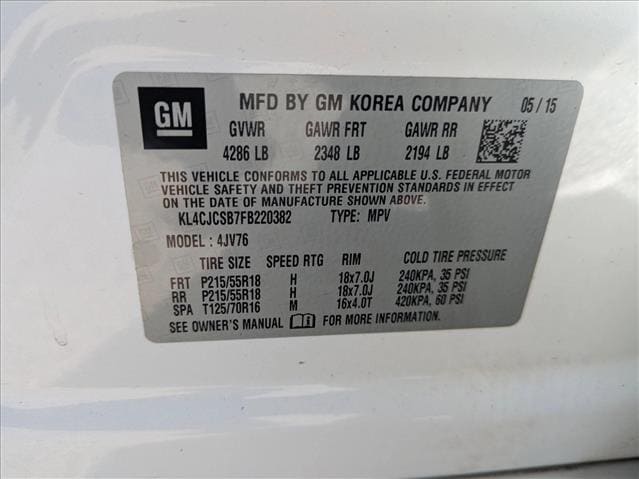 GM MFD BY GM KOREA COMPANY 05/15
GVWR GAWR FRT GAWR RR
4286 LB 2348 LB 2194 LB
THIS VEHICLE CONFORMS TO ALL APPLICABLE U.S. FEDERAL MOTOR
VEHICLE SAFETY AND THEFT PREVENTION STANDARDS IN EFFECT
ON THE DATE OF MANUFACTURE SHOWN ABOVE.
KL4CJCSB7FB220382 TYPE: MPV
MODEL : 4JV76
TIRE SIZE SPEED RTG RIM COLD TIRE PRESSURE
FRT P215/55R18 H 18x7.0J 240KPA, 35 PSI
RR P215/55R18 H 18x7.0J 240KPA, 35 PSI
SPA T125/70R16 M 16x4.0T 420KPA, 60 PSI
SEE OWNER'S MANUAL FOR MORE INFORMATION.